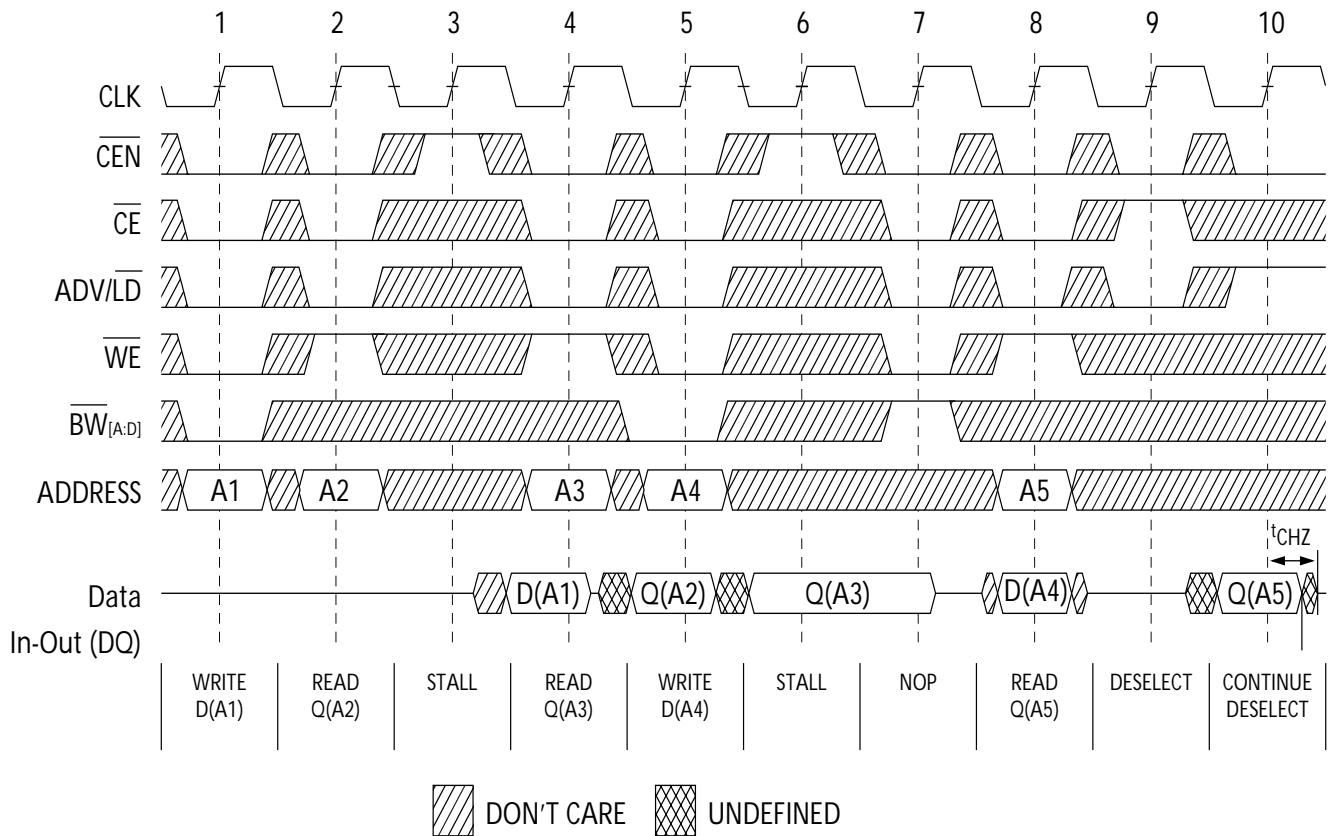 1 2 3 4 5 6 7 8 9 10
CLK
CEN
CE
ADV/LD
WE
BW[A:D]
ADDRESS A1 A2 A3 A4 A5
tCHZ
Data D(A1) Q(A2) Q(A3) D(A4) Q(A5)
In-Out (DQ)
WRITE READ STALL READ WRITE STALL NOP READ DESELECT CONTINUE
D(A1) Q(A2) Q(A3) D(A4) Q(A5) DESELECT
DON'T CARE UNDEFINED